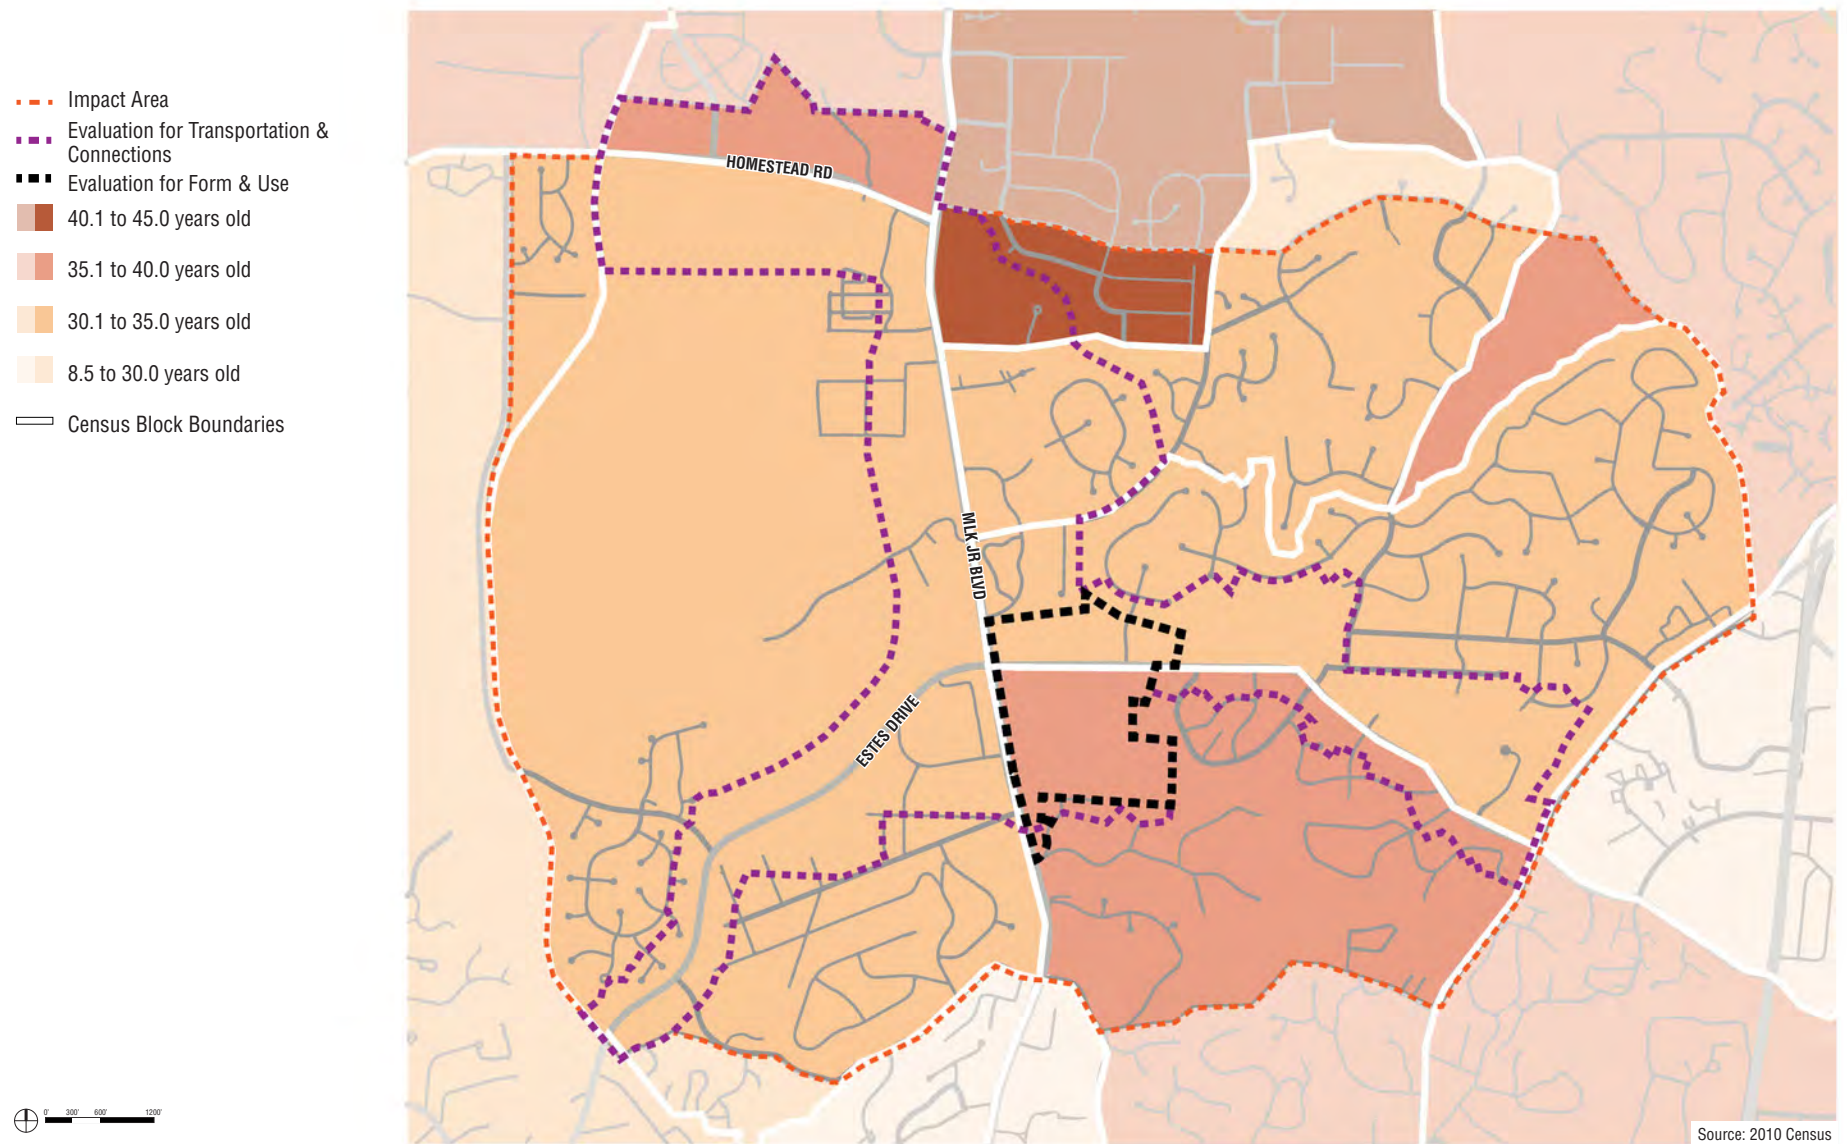 Impact Area
Evaluation for Transportation &
Connections
Evaluation for Form & Use
40.1 to 45.0 years old
35.1 to 40.0 years old
30.1 to 35.0 years old
8.5 to 30.0 years old
Census Block Boundaries
HOMESTEAD RD
MLK JR.BLVD
ESTES DRIVE
0' 300' 600' 1200'
Source: 2010 Census